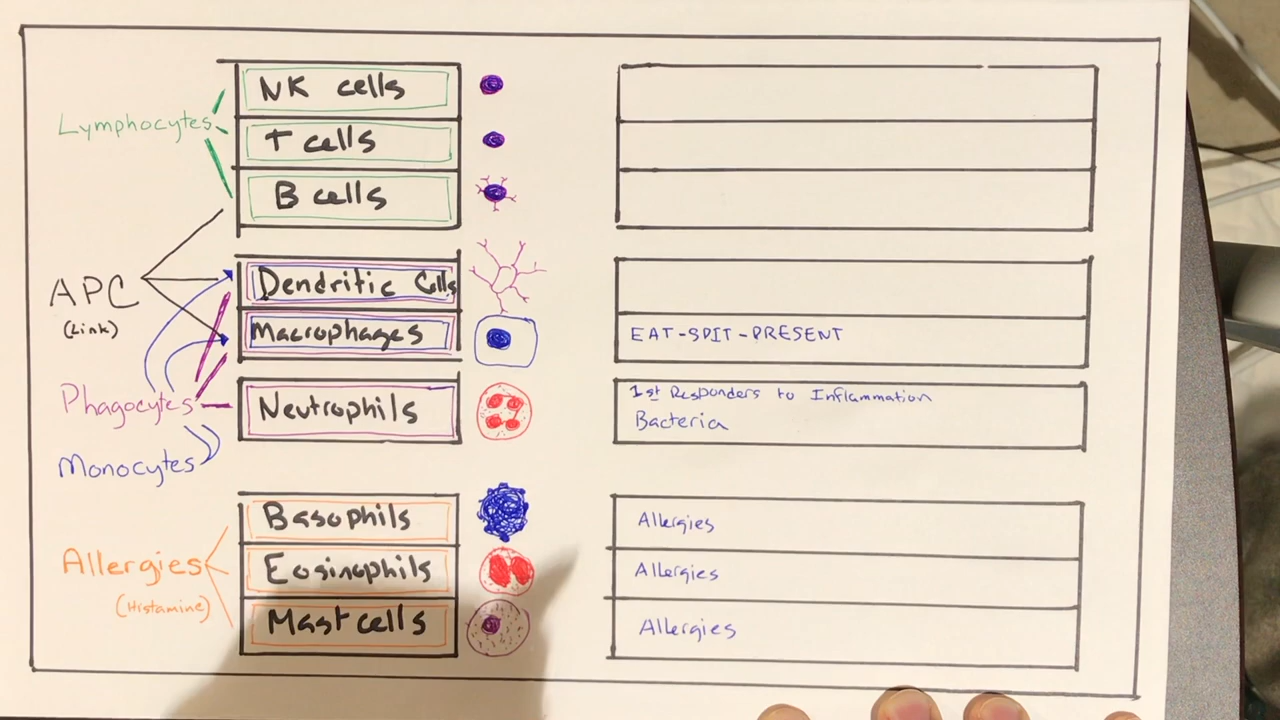 Lymphocytes
NK cells
T cells
B cells
APC
(Link)
Dendritic Cells
Macrophages
EAT-SPIT-PRESENT
Phagocytes
Neutrophils
1st Responders to Inflammation
Bacteria
Monocytes
Basophils
Allergies
Allergies
(Histamine)
Eosinophils
Allergies
Mast cells
Allergies